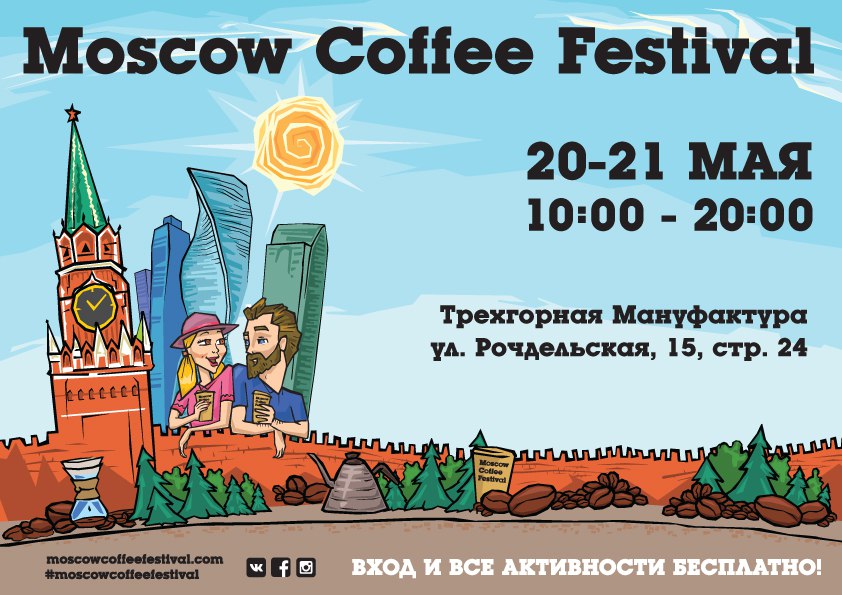 Moscow Coffee Festival
20-21 МАЯ
10:00 - 20:00
Трехгорная Мануфактура
ул. Рочдельская, 15, стр. 24
Moscow
Coffee
Festival
moscowcoffeefestival.com
#moscowcoffeefestival
ВХОД И ВСЕ АКТИВНОСТИ БЕСПЛАТНО!